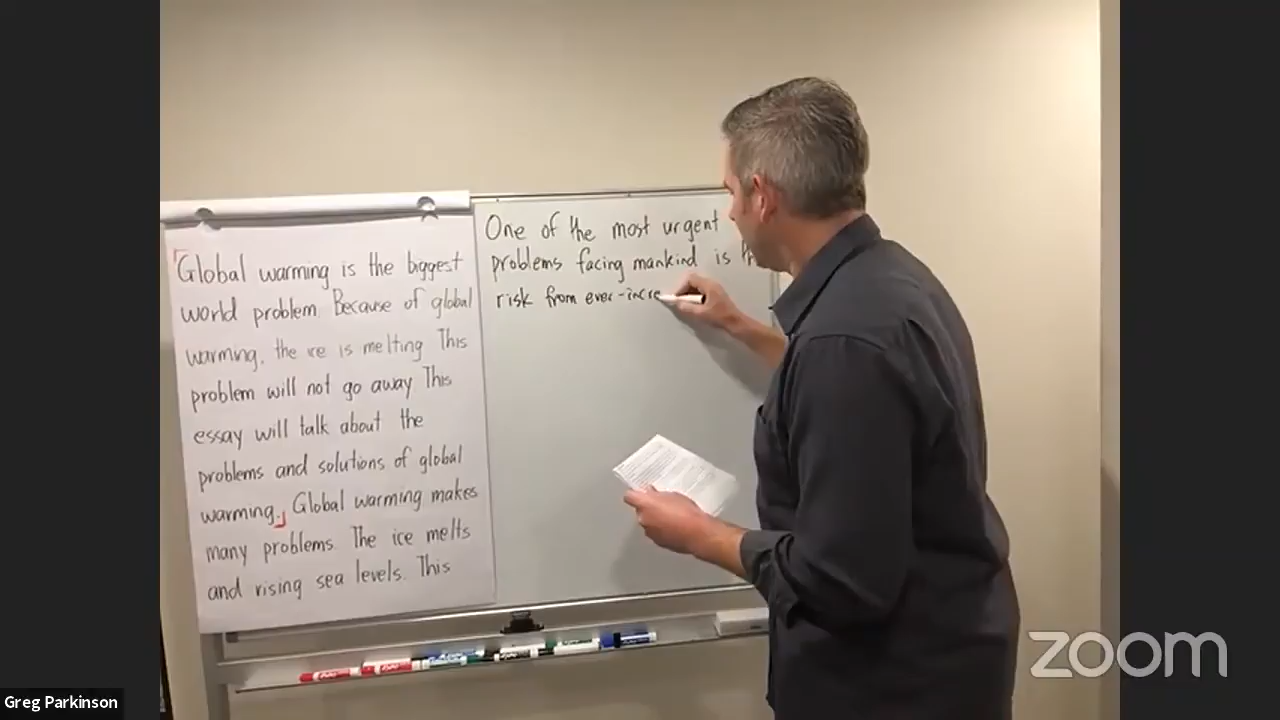 Global warming is the biggest
world problem. Because of global
warming, the ice is melting. This
problem will not go away. This
essay will talk about the
problems and solutions of global
warming. Global warming makes
many problems. The ice melts
and rising sea levels. This
One of the most urgent
problems facing mankind is
risk from ever-incre
Greg Parkinson
zoom